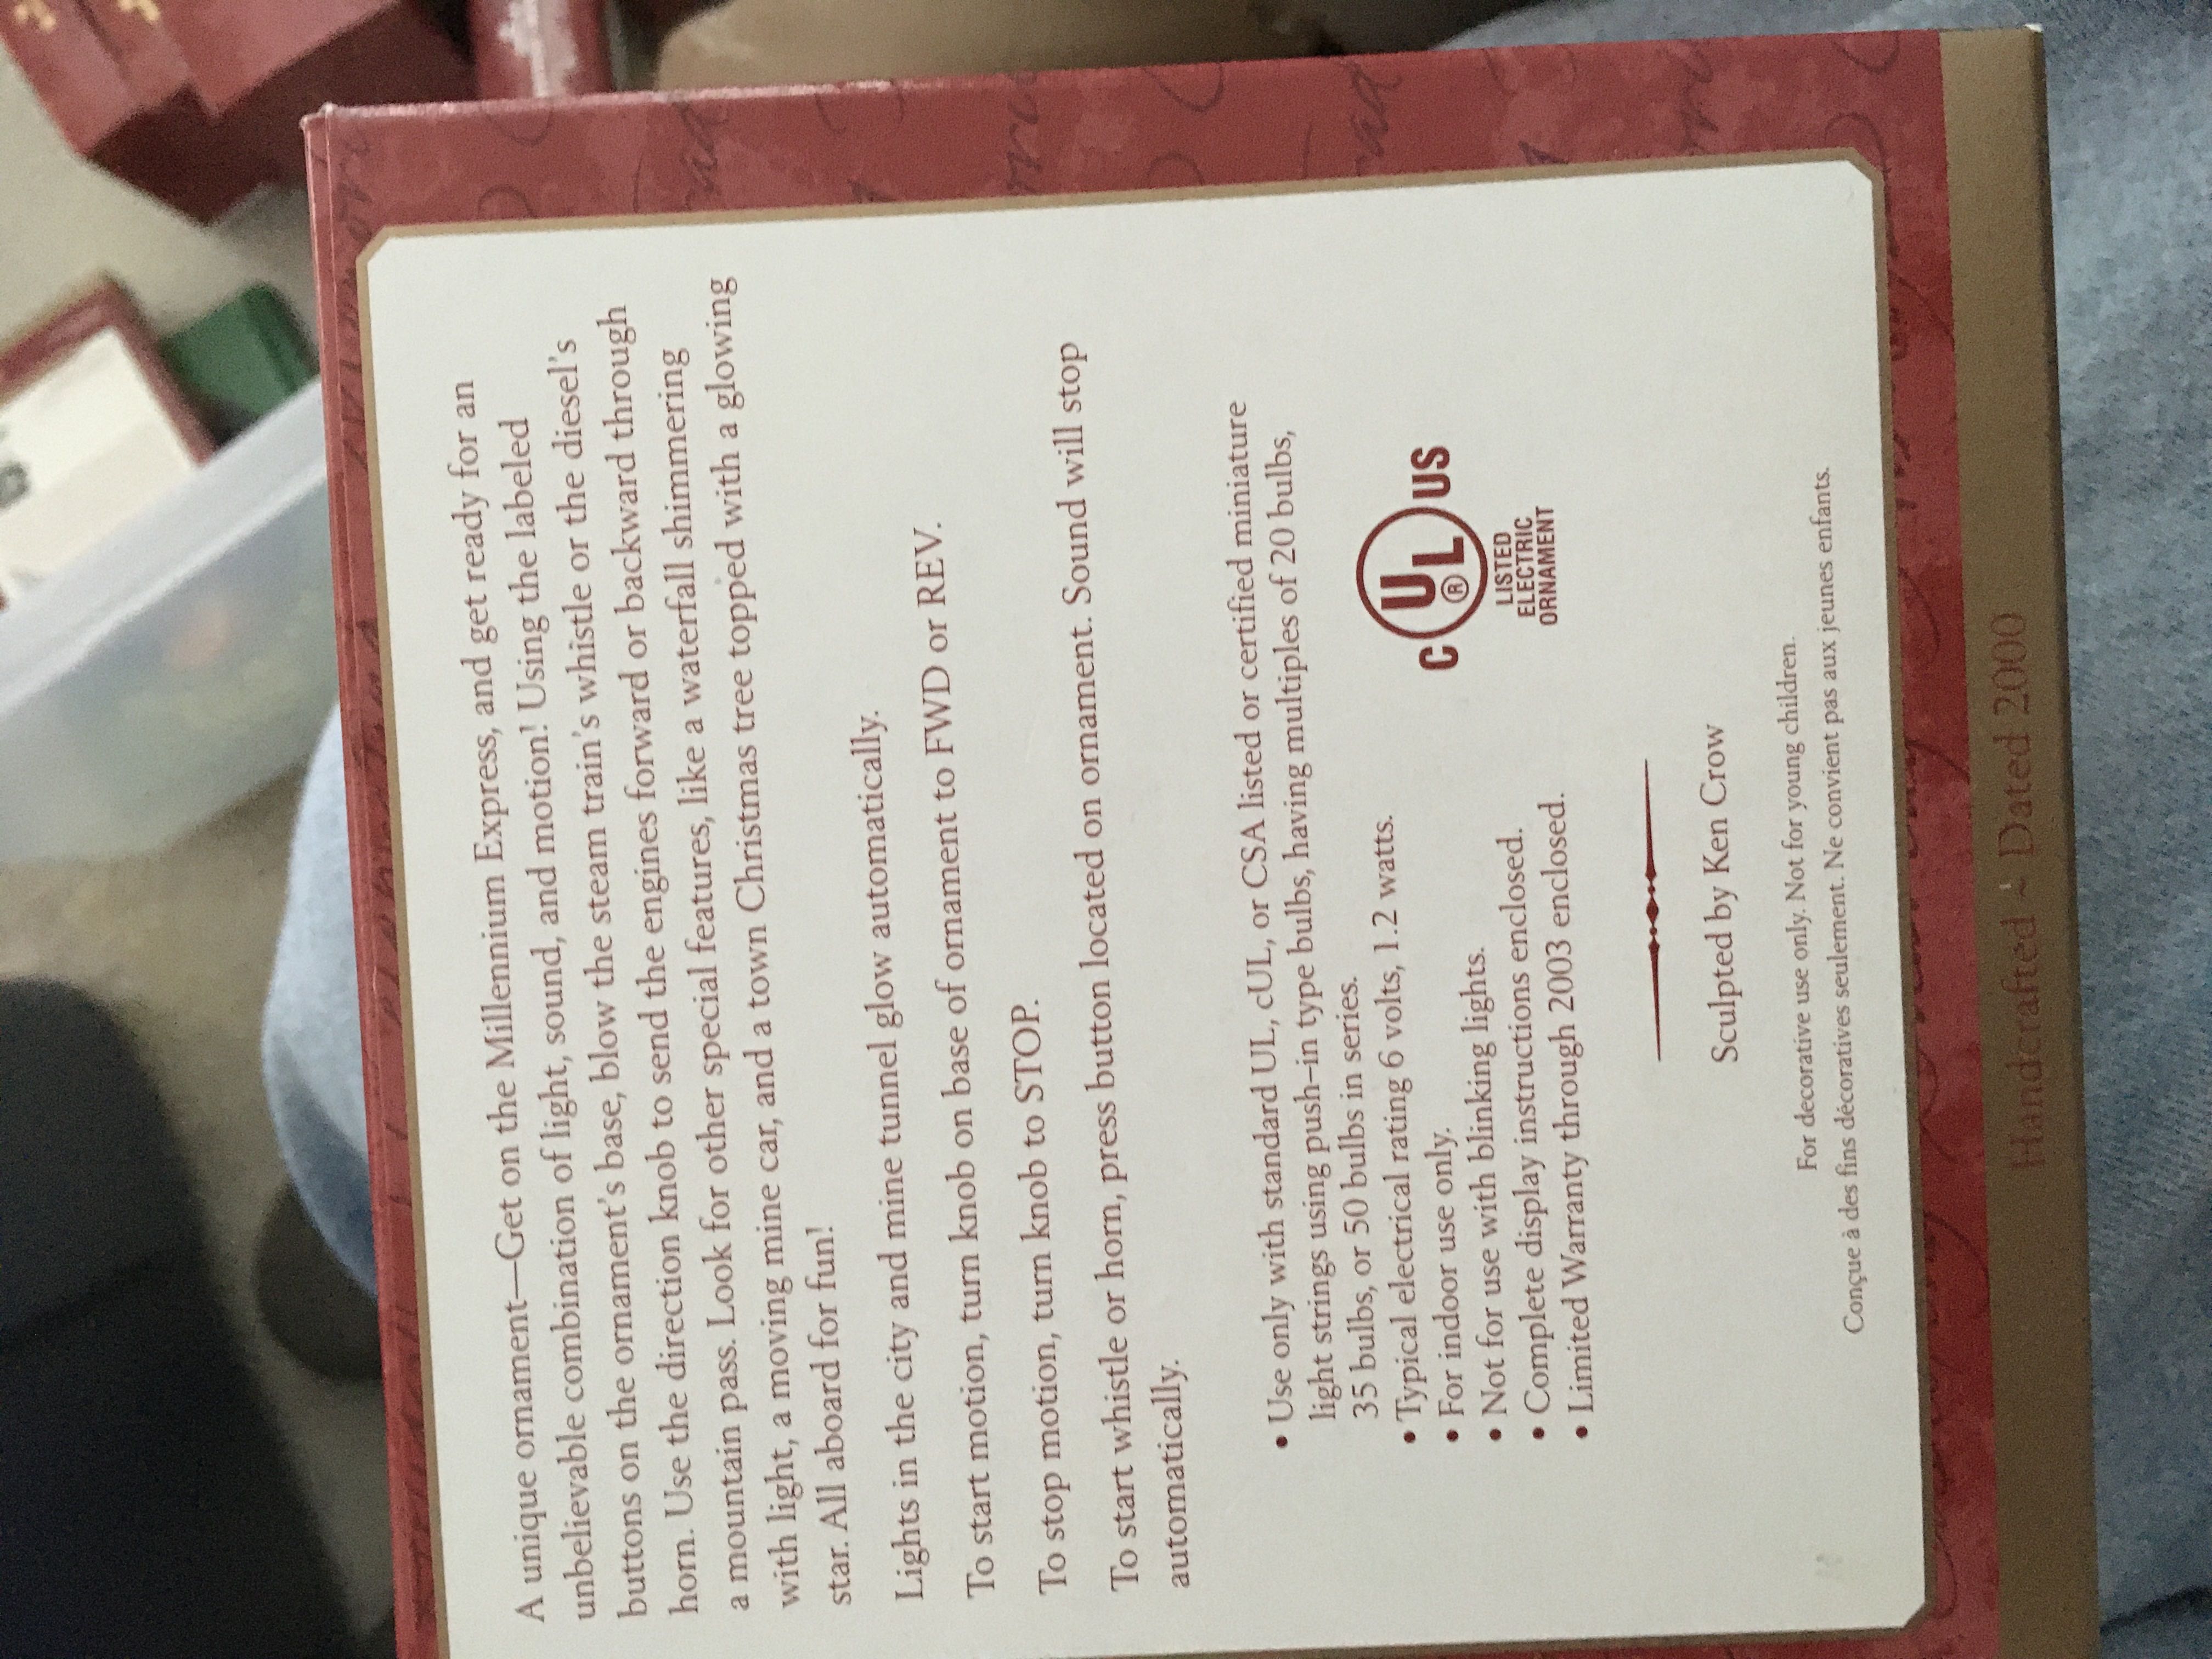 A unique ornament—Get on the Millennium Express, and get ready for an
unbelievable combination of light, sound, and motion! Using the labeled
buttons on the ornament's base, blow the steam train's whistle or the diesel's
horn. Use the direction knob to send the engines forward or backward through
a mountain pass. Look for other special features, like a waterfall shimmering
with light, a moving mine car, and a town Christmas tree topped with a glowing
star. All aboard for fun!
Lights in the city and mine tunnel glow automatically.
To start motion, turn knob on base of ornament to FWD or REV.
To stop motion, turn knob to STOP.
To start whistle or horn, press button located on ornament. Sound will stop
automatically.
• Use only with standard UL, cUL, or CSA listed or certified miniature
light strings using push-in type bulbs, having multiples of 20 bulbs,
35 bulbs, or 50 bulbs in series.
• Typical electrical rating 6 volts, 1.2 watts.
• For indoor use only.
• Not for use with blinking lights.
• Complete display instructions enclosed.
• Limited Warranty through 2003 enclosed.
C UL ® US
LISTED
ELECTRIC
ORNAMENT
Sculpted by Ken Crow
For decorative use only. Not for young children.
Conçue à des fins décoratives seulement. Ne convient pas aux jeunes enfants.
Handcrafted ~ Dated 2000